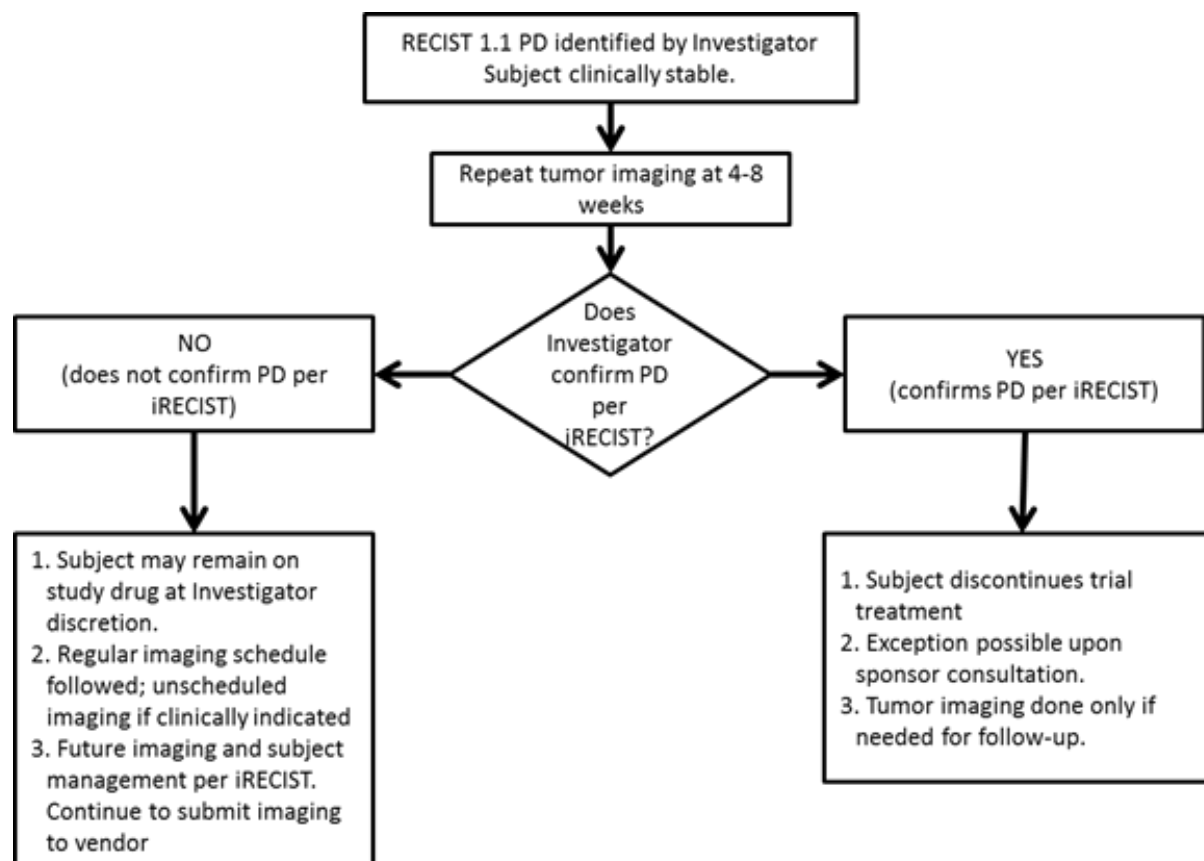 RECIST 1.1 PD identified by Investigator
Subject clinically stable.
Repeat tumor imaging at 4-8
weeks
Does
Investigator
confirm PD
per
iRECIST?
NO
(does not confirm PD per
iRECIST)
YES
(confirms PD per iRECIST)
1. Subject may remain on
study drug at Investigator
discretion.
2. Regular imaging schedule
followed; unscheduled
imaging if clinically indicated
3. Future imaging and subject
management per iRECIST.
Continue to submit imaging
to vendor
1. Subject discontinues trial
treatment
2. Exception possible upon
sponsor consultation.
3. Tumor imaging done only if
needed for follow-up.